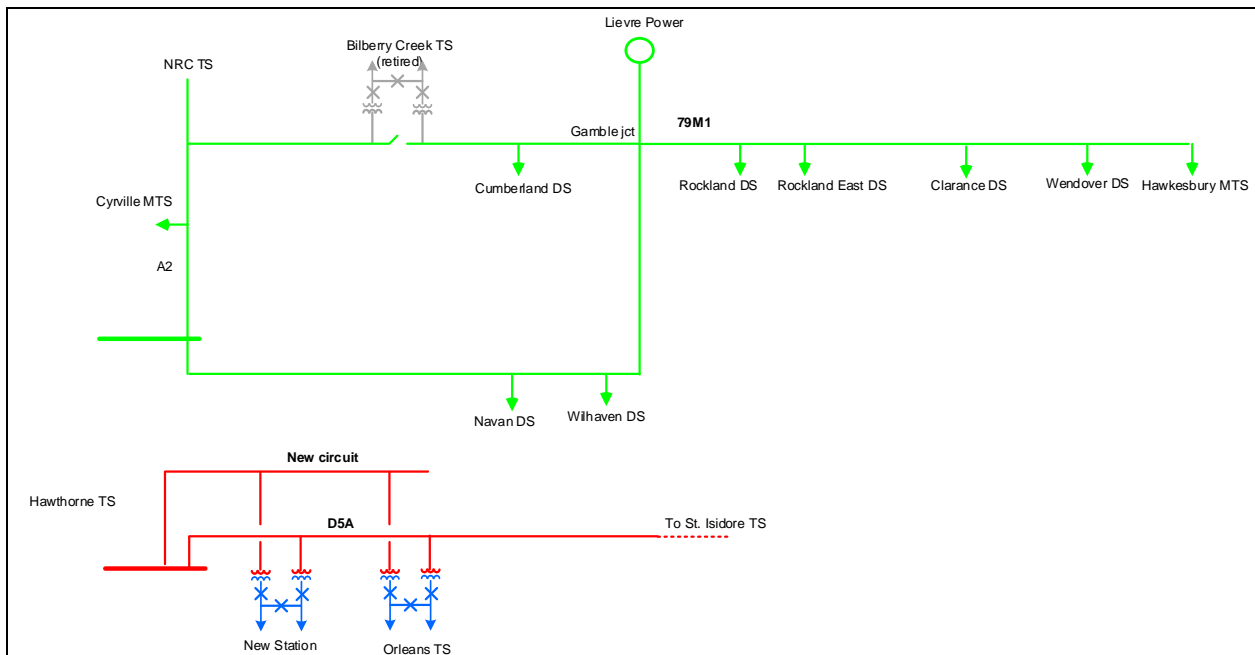 Lievre Power
Bilberry Creek TS
(retired)
NRC TS
Gamble jct
79M1
Cumberland DS
Rockland DS
Rockland East DS
Clarance DS
Wendover DS
Hawkesbury MTS
Cyrville MTS
A2
Navan DS
Wilhaven DS
New circuit
Hawthorne TS
D5A
To St. Isidore TS
New Station
Orleans TS